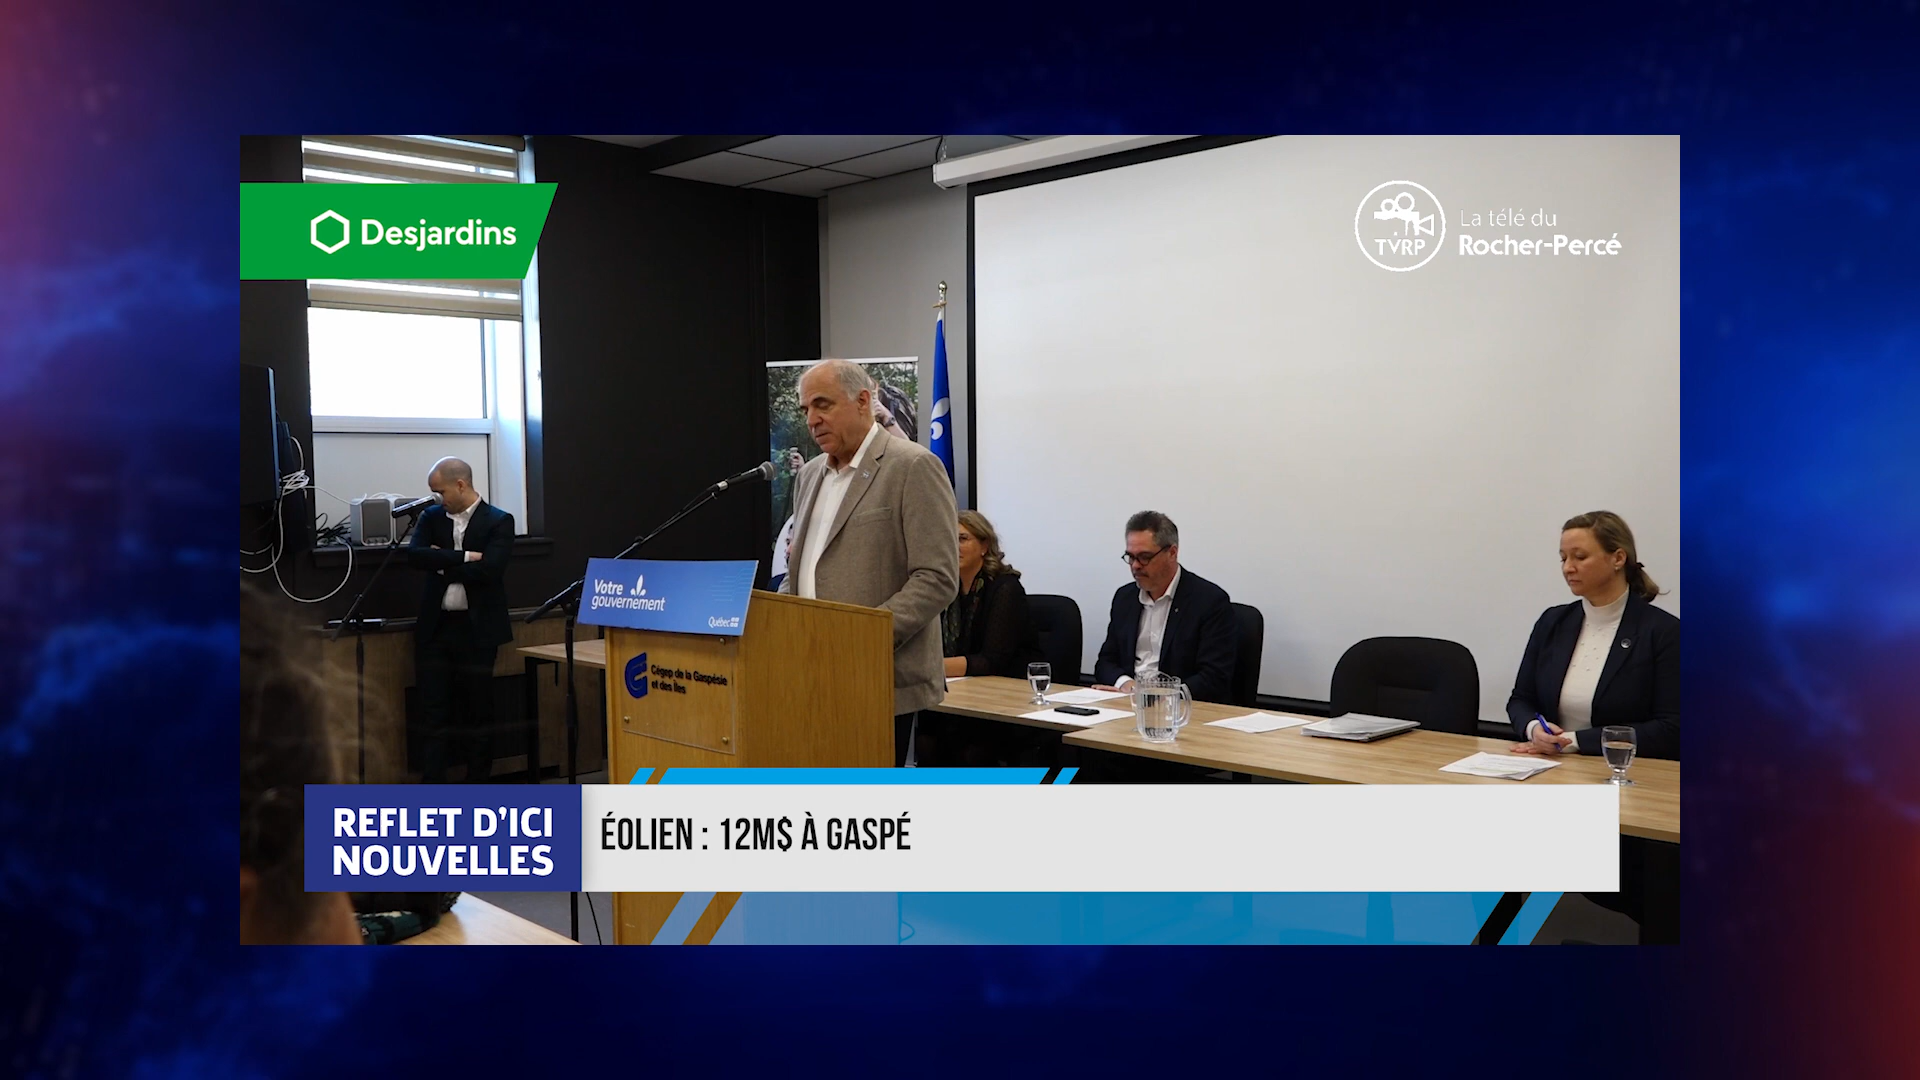 Desjardins
TVRP
La télé du
Rocher-Percé
Votre
gouvernement
Québec
Cégep de la Gaspésie
et des Îles
REFLET D'ICI
NOUVELLES
ÉOLIEN : 12M$ À GASPÉ